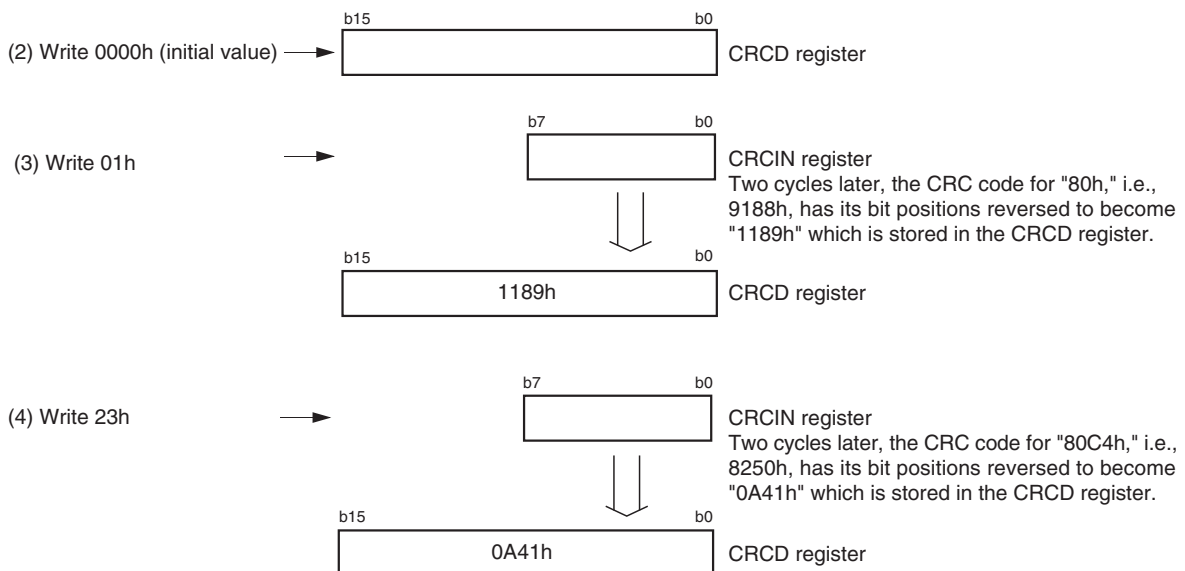 b15 b0
(2) Write 0000h (initial value) CRCD register
b7 b0
(3) Write 01h
CRCIN register
Two cycles later, the CRC code for "80h," i.e.,
9188h, has its bit positions reversed to become
"1189h" which is stored in the CRCD register.
b15 b0
1189h CRCD register
b7 b0
(4) Write 23h CRCIN register
Two cycles later, the CRC code for "80C4h," i.e.,
8250h, has its bit positions reversed to become
"0A41h" which is stored in the CRCD register.
b15 b0
0A41h CRCD register